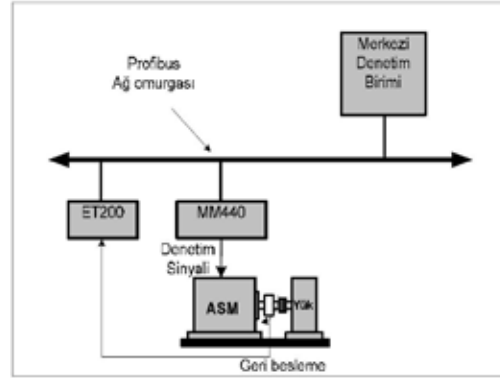 Profibus
Ağ omurgası
Merkezi
Denetim
Birimi
ET200
MM440
Denetim
Sinyali
ASM
Yük
Geri besleme